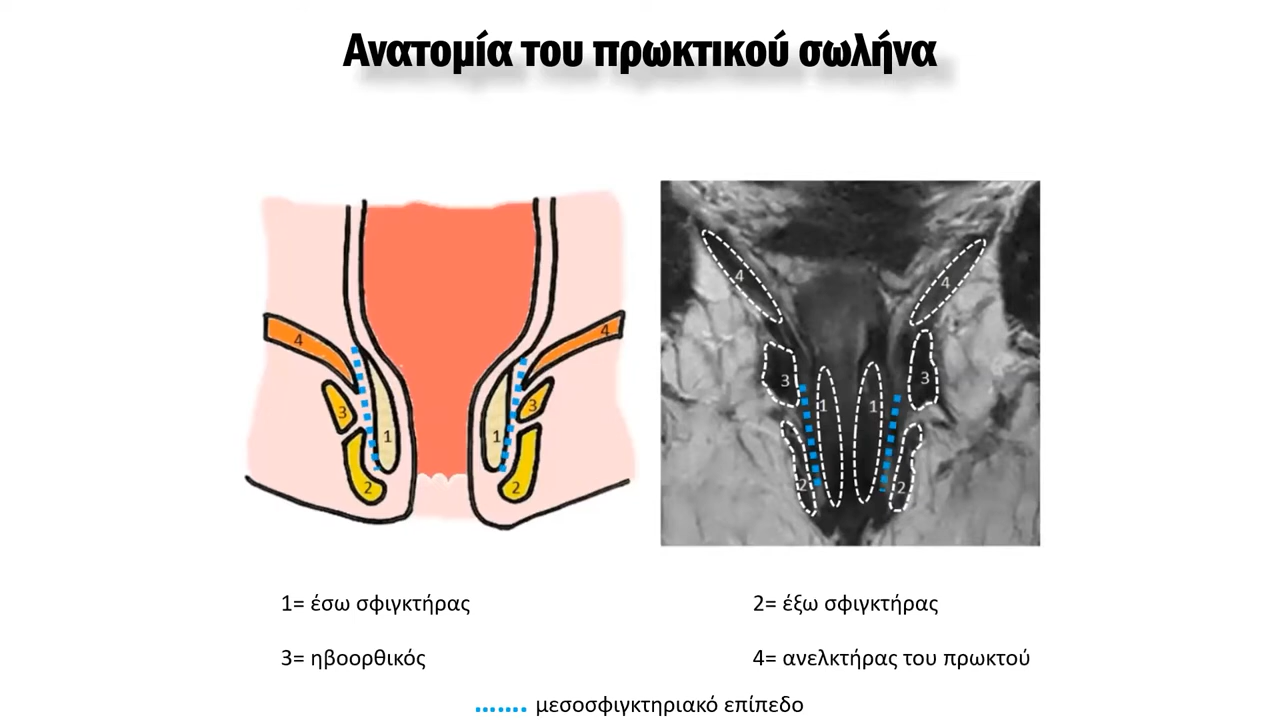 Ανατομία του πρωκτικού σωλήνα
4
4
3
3
1
1
2
2
4
4
3
3
1
1
2
2
1= έσω σφιγκτήρας
2= έξω σφιγκτήρας
3= ηβοορθικός
4= ανελκτήρας του πρωκτού
....... μεσοσφιγκτηριακό επίπεδο